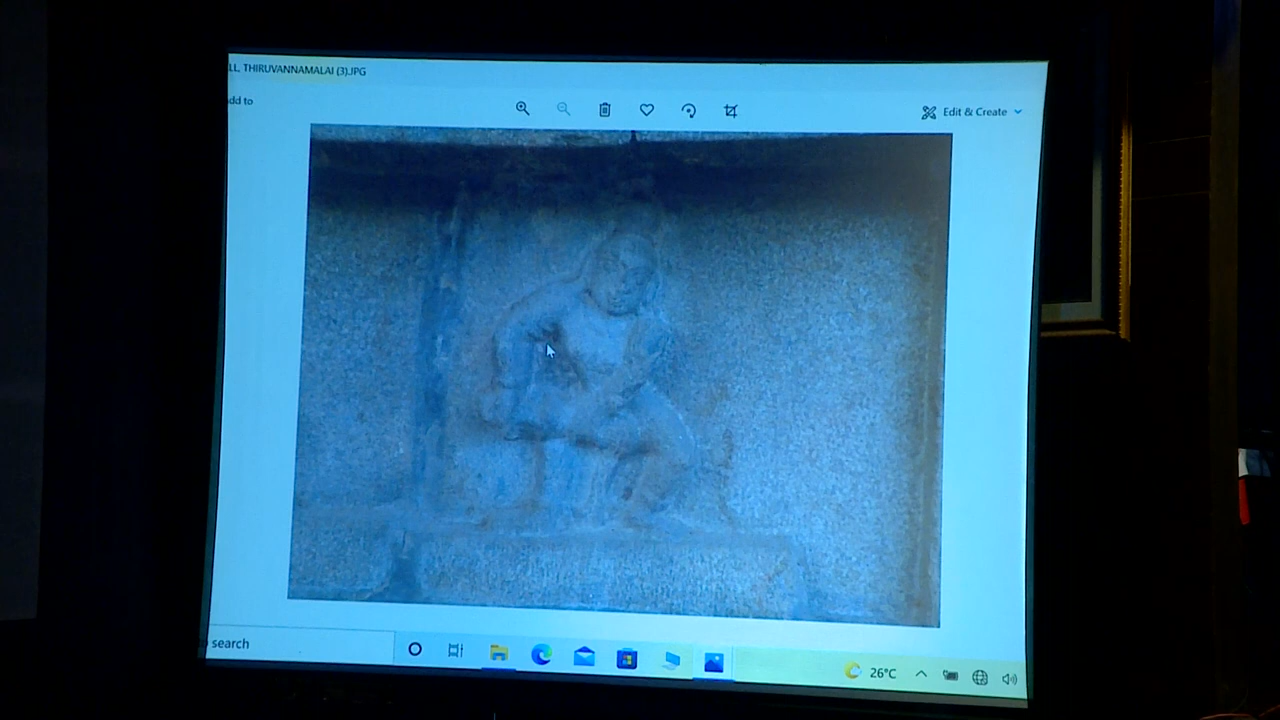 LL, THIRUVANNAMALAI (3).JPG
dd to
Edit & Create
search
26°C